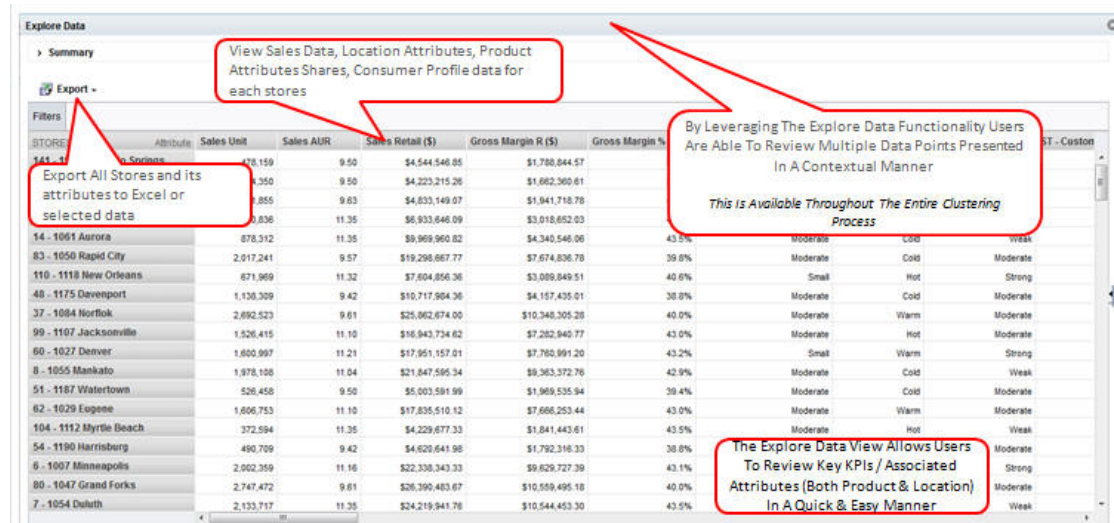 Explore Data
› Summary
View Sales Data, Location Attributes, Product
Attributes Shares, Consumer Profile data for
each stores
Export
Filters
By Leveraging The Explore Data Functionality Users
Are Able To Review Multiple Data Points Presented
In A Contextual Manner
This Is Available Throughout The Entire Clustering
Process
Export All Stores and its
attributes to Excel or
selected data
STORE Attribute Sales Unit Sales AUR Sales Retail ($) Gross Margin R ($) Gross Margin % ST - Custom
Springs 478,159 9.50 $4,544,546.85 $1,788,844.57
,350 9.50 $4,223,215.26 $1,662,360.61
,855 9.63 $4,833,149.07 $1,941,718.78
,836 11.35 $6,933,646.09 $3,018,652.03
14 - 1061 Aurora 878,312 11.35 $9,969,960.82 $4,340,546.06 43.5% Moderate Cold Weak
83 - 1050 Rapid City 2,017,241 9.57 $19,298,667.77 $7,674,836.78 39.8% Moderate Cold Moderate
110 - 1118 New Orleans 671,969 11.32 $7,604,856.36 $3,089,849.51 40.6% Small Hot Strong
48 - 1175 Davenport 1,138,309 9.42 $10,717,984.36 $4,157,435.01 38.8% Moderate Cold Moderate
37 - 1084 Norflok 2,692,523 9.61 $25,862,674.00 $10,348,305.28 40.0% Moderate Warm Moderate
99 - 1107 Jacksonville 1,526,415 11.10 $16,943,734.62 $7,282,940.77 43.0% Moderate Hot Moderate
60 - 1027 Denver 1,600,997 11.21 $17,951,157.01 $7,760,991.20 43.2% Small Warm Strong
8 - 1055 Mankato 1,978,108 11.04 $21,847,595.34 $9,363,372.76 42.9% Moderate Cold Weak
51 - 1187 Watertown 526,458 9.50 $5,003,591.99 $1,969,535.94 39.4% Moderate Cold Moderate
62 - 1029 Eugene 1,606,753 11.10 $17,835,510.12 $7,666,253.44 43.0% Moderate Warm Moderate
104 - 1112 Myrtle Beach 372,594 11.35 $4,229,677.33 $1,841,443.61 43.5% Moderate Hot Weak
54 - 1190 Harrisburg 490,709 9.42 $4,620,641.98 $1,792,316.33 38.8% Moderate
6 - 1007 Minneapolis 2,002,359 11.16 $22,338,343.33 $9,629,727.39 43.1% Strong
80 - 1047 Grand Forks 2,747,472 9.61 $26,390,483.67 $10,559,495.18 40.0% Moderate
7 - 1054 Duluth 2,133,717 11.35 $24,219,941.76 $10,544,453.30 43.5% Weak
The Explore Data View Allows Users
To Review Key KPIs / Associated
Attributes (Both Product & Location)
In A Quick & Easy Manner